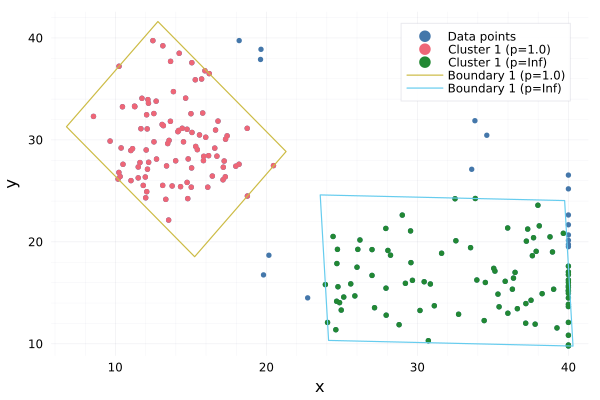 Data points
Cluster 1 (p=1.0)
Cluster 1 (p=Inf)
Boundary 1 (p=1.0)
Boundary 1 (p=Inf)
40
30
20
10
y
10
20
30
40
x